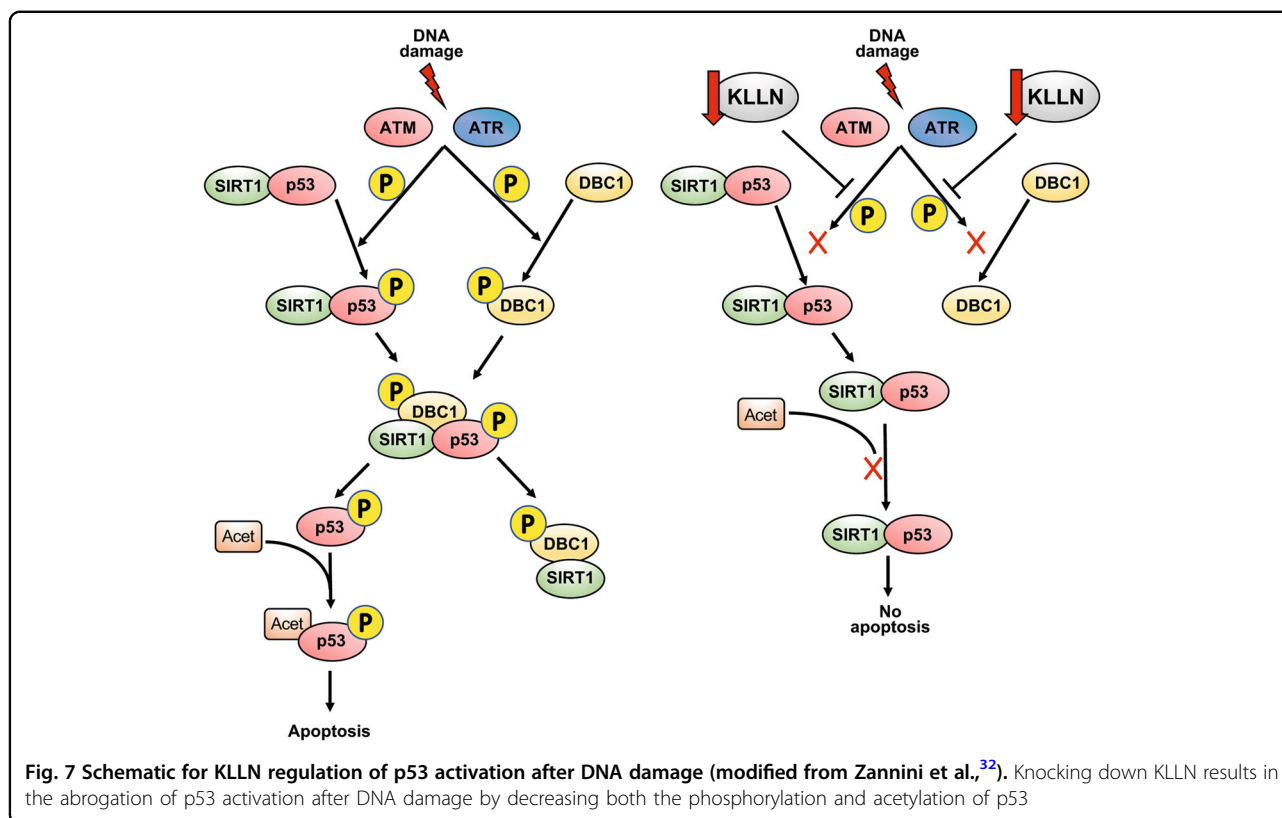 DNA
damage
ATM
ATR
P
P
SIRT1
p53
DBC1
P
P
SIRT1
p53
DBC1
P
DBC1
P
SIRT1
p53
P
p53
Acet
P
DBC1
SIRT1
P
Acet
p53
Apoptosis
DNA
damage
KLLN
KLLN
ATM
ATR
SIRT1
p53
DBC1
P
P
SIRT1
p53
DBC1
SIRT1
p53
Acet
SIRT1
p53
No
apoptosis
Fig. 7 Schematic for KLLN regulation of p53 activation after DNA damage (modified from Zannini et al.,32). Knocking down KLLN results in
the abrogation of p53 activation after DNA damage by decreasing both the phosphorylation and acetylation of p53